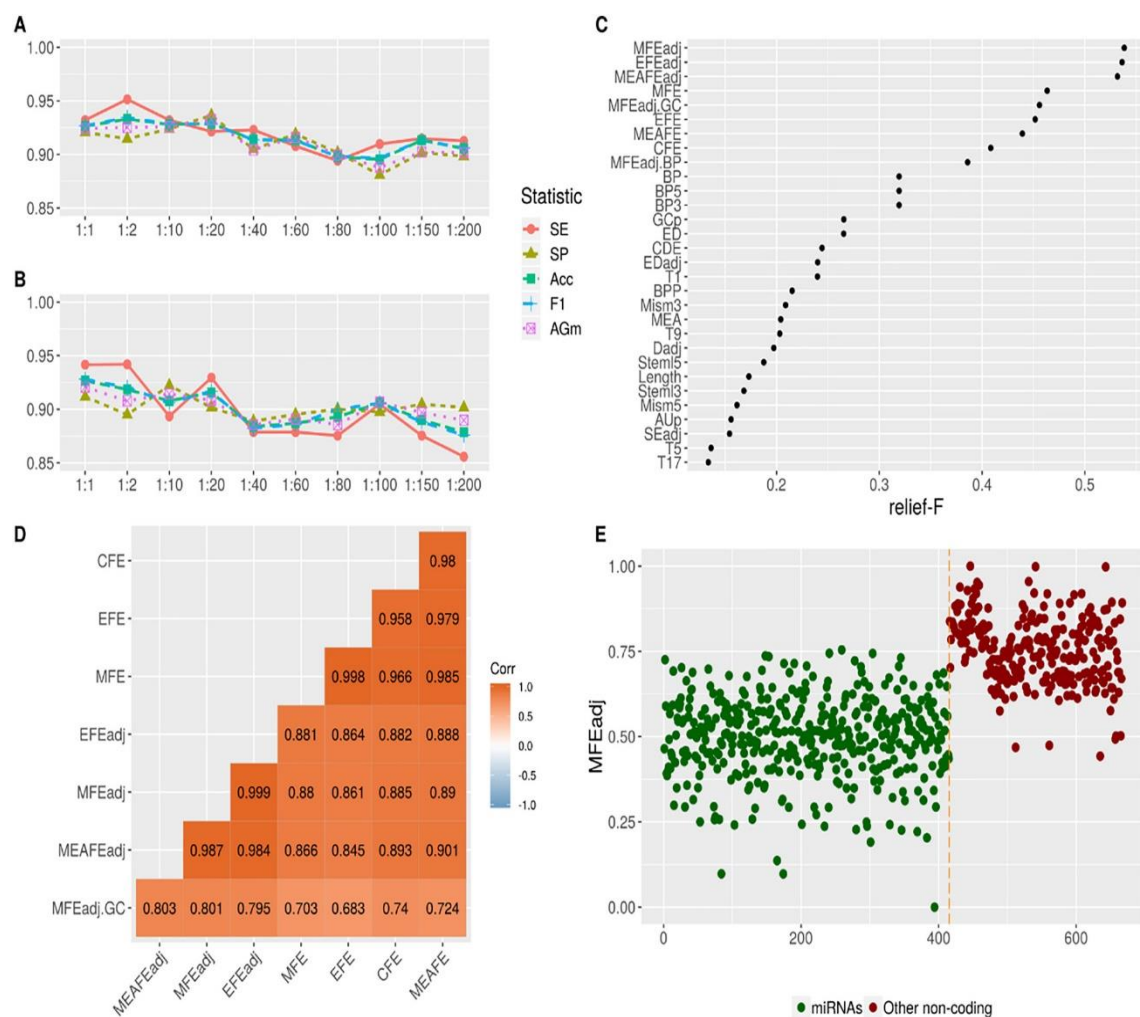 A
1.00
0.95
0.90
0.85
1:1 1:2 1:10 1:20 1:40 1:60 1:80 1:100 1:150 1:200
B
1.00
0.95
0.90
0.85
1:1 1:2 1:10 1:20 1:40 1:60 1:80 1:100 1:150 1:200
Statistic
SE
SP
Acc
F1
AGm
C
MFEadj
EFEadj
MEAFEadj
MFE
MFEadj.GC
EFE
MEAFE
CFE
MFEadj.BP
BP
BP5
BP3
GCp
ED
CDE
EDadj
T1
BPP
Mism3
MEA
T9
Dadj
Steml5
Length
Steml3
Mism5
AUp
SEadj
T5
T17
0.2 0.3 0.4 0.5
relief-F
D
CFE 0.98
EFE 0.958 0.979
MFE 0.998 0.966 0.985
EFEadj 0.881 0.864 0.882 0.888
MFEadj 0.999 0.88 0.861 0.885 0.89
MEAFEadj 0.987 0.984 0.866 0.845 0.893 0.901
MFEadj.GC 0.803 0.801 0.795 0.703 0.683 0.74 0.724
MEAFEadj MFEadj EFEadj MFE EFE CFE MEAFE
Corr
1.0
0.5
0.0
-0.5
-1.0
E
MFEadj
1.00
0.75
0.50
0.25
0.00
0 200 400 600
miRNAs Other non-coding